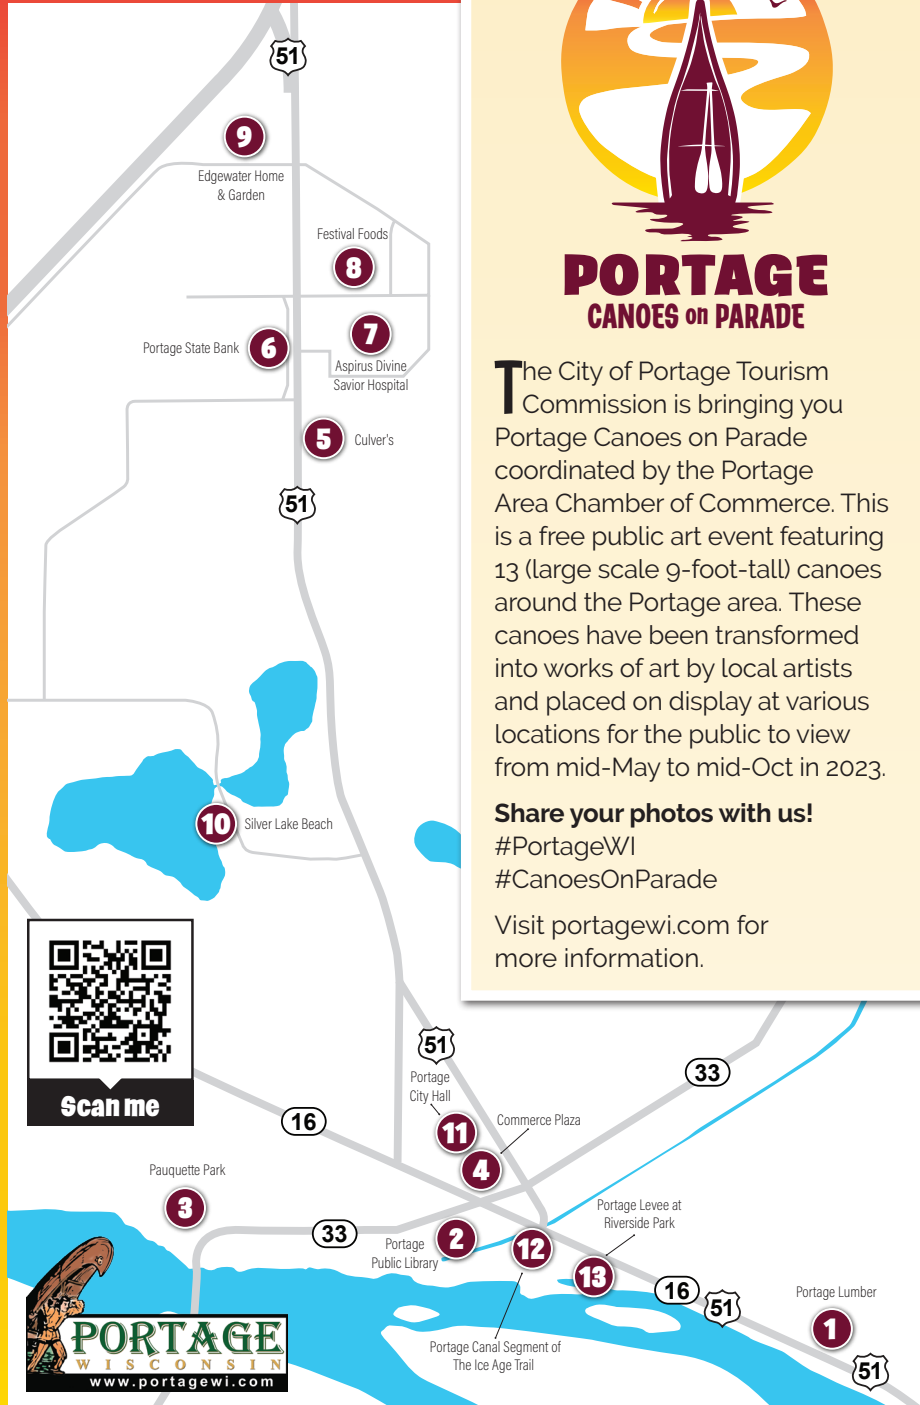 51
9
Edgewater Home
& Garden
Festival Foods
8
7
Portage State Bank
6
Aspirus Divine
Savior Hospital
5
Culver's
51
10
Silver Lake Beach
PORTAGE
CANOES on PARADE
The City of Portage Tourism
Commission is bringing you
Portage Canoes on Parade
coordinated by the Portage
Area Chamber of Commerce. This
is a free public art event featuring
13 (large scale 9-foot-tall) canoes
around the Portage area. These
canoes have been transformed
into works of art by local artists
and placed on display at various
locations for the public to view
from mid-May to mid-Oct in 2023.
Share your photos with us!
#PortageWI
#CanoesOnParade
Visit portagewi.com for
more information.
Scan me
51
Portage
City Hall
11
Commerce Plaza
4
33
16
Pauquette Park
3
33
Portage
Public Library
2
12
Portage Levee at
Riverside Park
13
16
51
Portage Lumber
1
51
Portage Canal Segment of
The Ice Age Trail
PORTAGE
WISCONSIN
www.portagewi.com